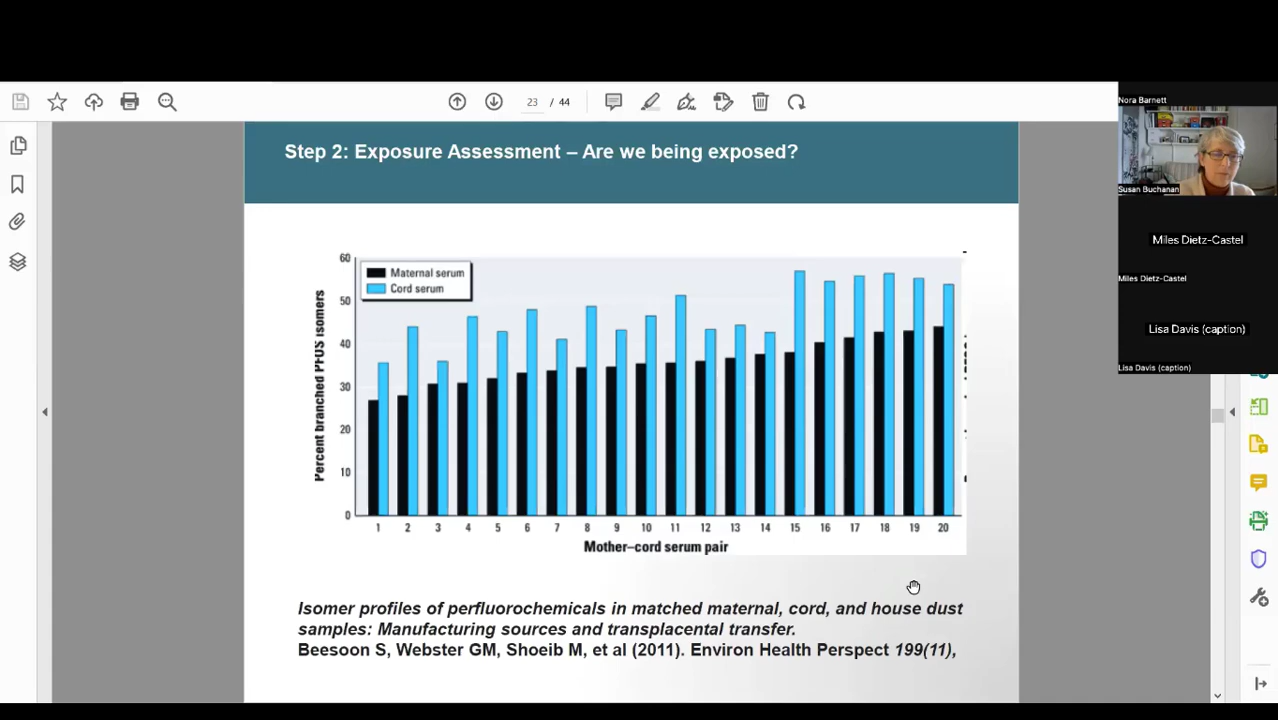 23 / 44
Nora Barnett
Step 2: Exposure Assessment – Are we being exposed?
Susan Buchanan
Miles Dietz-Castel
Miles Dietz-Castel
Lisa Davis (caption)
Lisa Davis (caption)
Maternal serum
Cord serum
Percent branched PFOS isomers
60
50
40
30
20
10
0
1 2 3 4 5 6 7 8 9 10 11 12 13 14 15 16 17 18 19 20
Mother–cord serum pair
Isomer profiles of perfluorochemicals in matched maternal, cord, and house dust
samples: Manufacturing sources and transplacental transfer.
Beesoon S, Webster GM, Shoeib M, et al (2011). Environ Health Perspect 199(11),